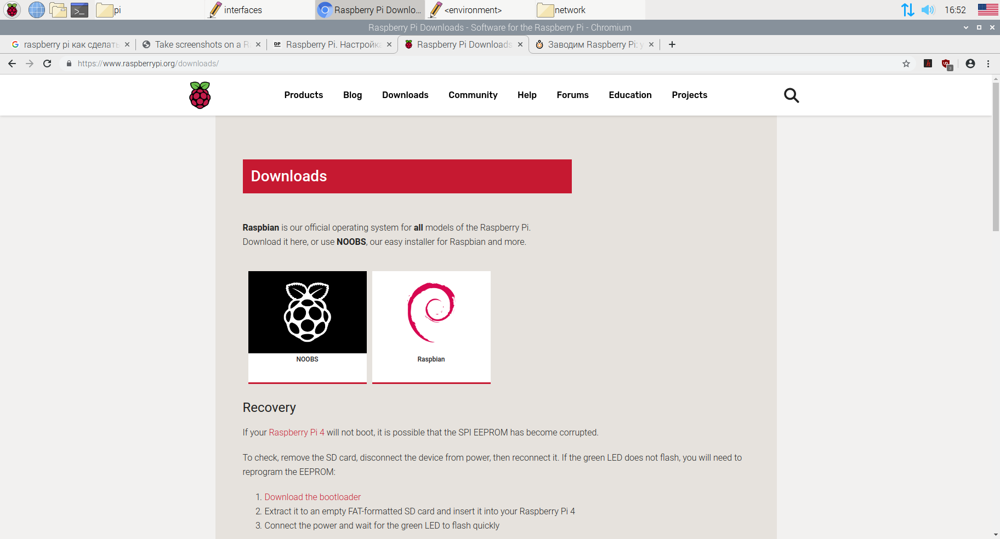 pi
interfaces
Raspberry Pi Downlo...
<environment>
network
16:52
Raspberry Pi Downloads - Software for the Raspberry Pi - Chromium
raspberry pi как сделать
Take screenshots on a R
DP
Raspberry Pi. Настройка
Raspberry Pi Downloads
Заводим Raspberry Pi: у
https://www.raspberrypi.org/downloads/
h
3
Products
Blog
Downloads
Community
Help
Forums
Education
Projects
Downloads
Raspbian is our official operating system for all models of the Raspberry Pi.
Download it here, or use NOOBS, our easy installer for Raspbian and more.
NOOBS
Raspbian
Recovery
If your Raspberry Pi 4 will not boot, it is possible that the SPI EEPROM has become corrupted.
To check, remove the SD card, disconnect the device from power, then reconnect it. If the green LED does not flash, you will need to
reprogram the EEPROM:
1. Download the bootloader
2. Extract it to an empty FAT-formatted SD card and insert it into your Raspberry Pi 4
3. Connect the power and wait for the green LED to flash quickly